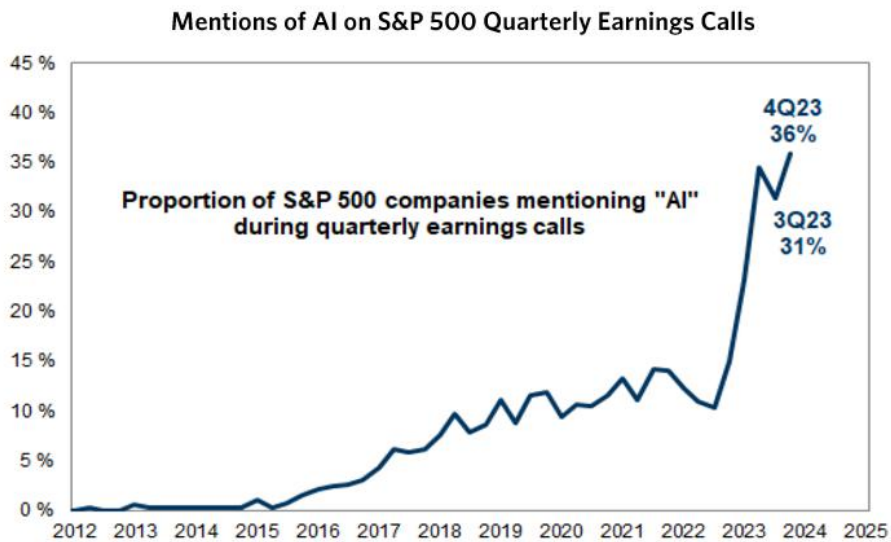 Mentions of AI on S&P 500 Quarterly Earnings Calls
45 %
40 %
35 %
30 %
25 %
20 %
15 %
10 %
5 %
0 %
4Q23
36%
Proportion of S&P 500 companies mentioning "AI"
during quarterly earnings calls
3Q23
31%
2012 2013 2014 2015 2016 2017 2018 2019 2020 2021 2022 2023 2024 2025